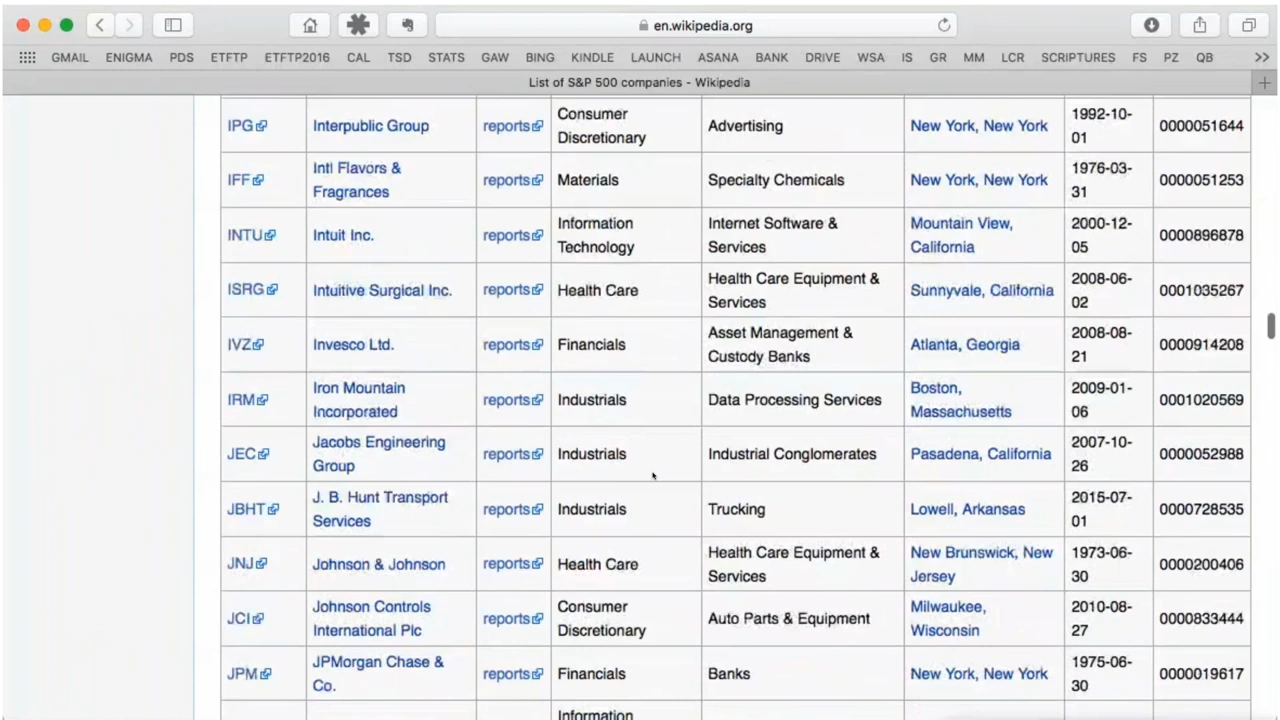 en.wikipedia.org
GMAIL ENIGMA PDS ETFTP ETFTP2016 CAL TSD STATS GAW BING KINDLE LAUNCH ASANA BANK DRIVE WSA IS GR MM LCR SCRIPTURES FS PZ QB
List of S&P 500 companies - Wikipedia
IPG Interpublic Group reports Consumer Discretionary Advertising New York, New York 1992-10-01 0000051644
IFF Intl Flavors & Fragrances reports Materials Specialty Chemicals New York, New York 1976-03-31 0000051253
INTU Intuit Inc. reports Information Technology Internet Software & Services Mountain View, California 2000-12-05 0000896878
ISRG Intuitive Surgical Inc. reports Health Care Health Care Equipment & Services Sunnyvale, California 2008-06-02 0001035267
IVZ Invesco Ltd. reports Financials Asset Management & Custody Banks Atlanta, Georgia 2008-08-21 0000914208
IRM Iron Mountain Incorporated reports Industrials Data Processing Services Boston, Massachusetts 2009-01-06 0001020569
JEC Jacobs Engineering Group reports Industrials Industrial Conglomerates Pasadena, California 2007-10-26 0000052988
JBHT J. B. Hunt Transport Services reports Industrials Trucking Lowell, Arkansas 2015-07-01 0000728535
JNJ Johnson & Johnson reports Health Care Health Care Equipment & Services New Brunswick, New Jersey 1973-06-30 0000200406
JCI Johnson Controls International Plc reports Consumer Discretionary Auto Parts & Equipment Milwaukee, Wisconsin 2010-08-27 0000833444
JPM JPMorgan Chase & Co. reports Financials Banks New York, New York 1975-06-30 0000019617
Information